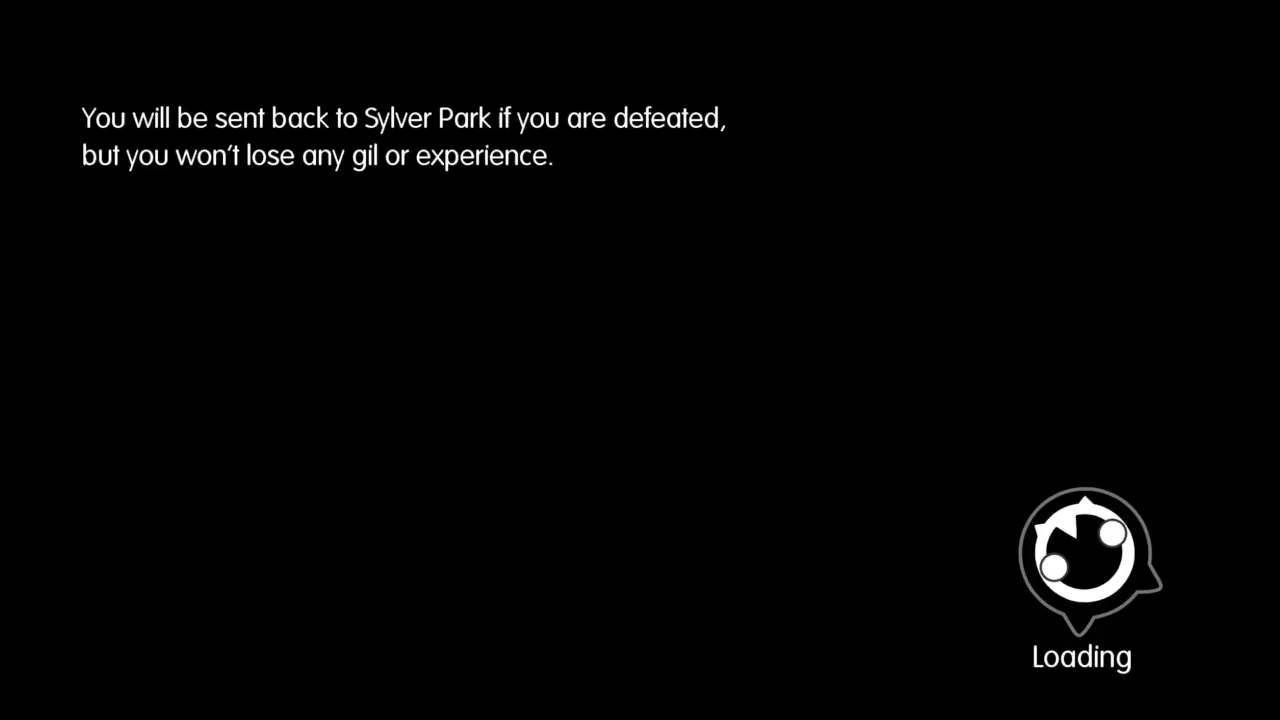 You will be sent back to Sylver Park if you are defeated,
but you won't lose any gil or experience.
Loading